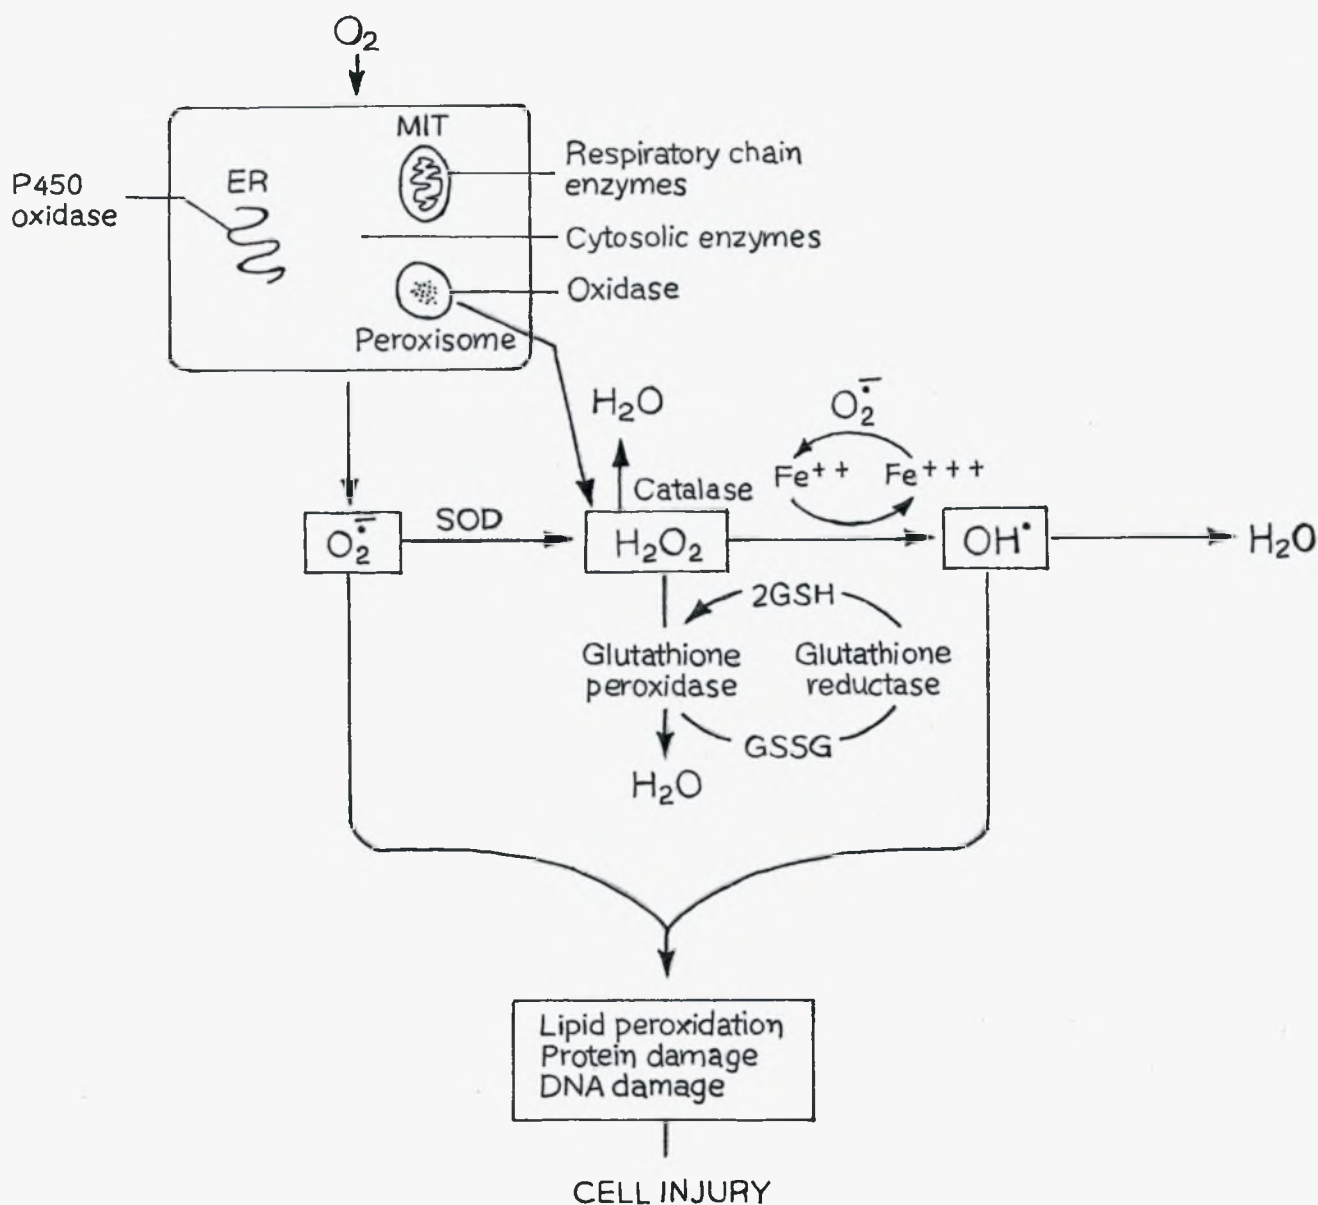 O₂
MIT
Respiratory chain
enzymes
P450
oxidase
ER
Cytosolic enzymes
Oxidase
Peroxisome
H₂O
O₂∸
Fe++ Fe+++
Catalase
O₂∸
SOD
H₂O₂
OH•
H₂O
2GSH
Glutathione
peroxidase
Glutathione
reductase
GSSG
H₂O
Lipid peroxidation
Protein damage
DNA damage
CELL INJURY